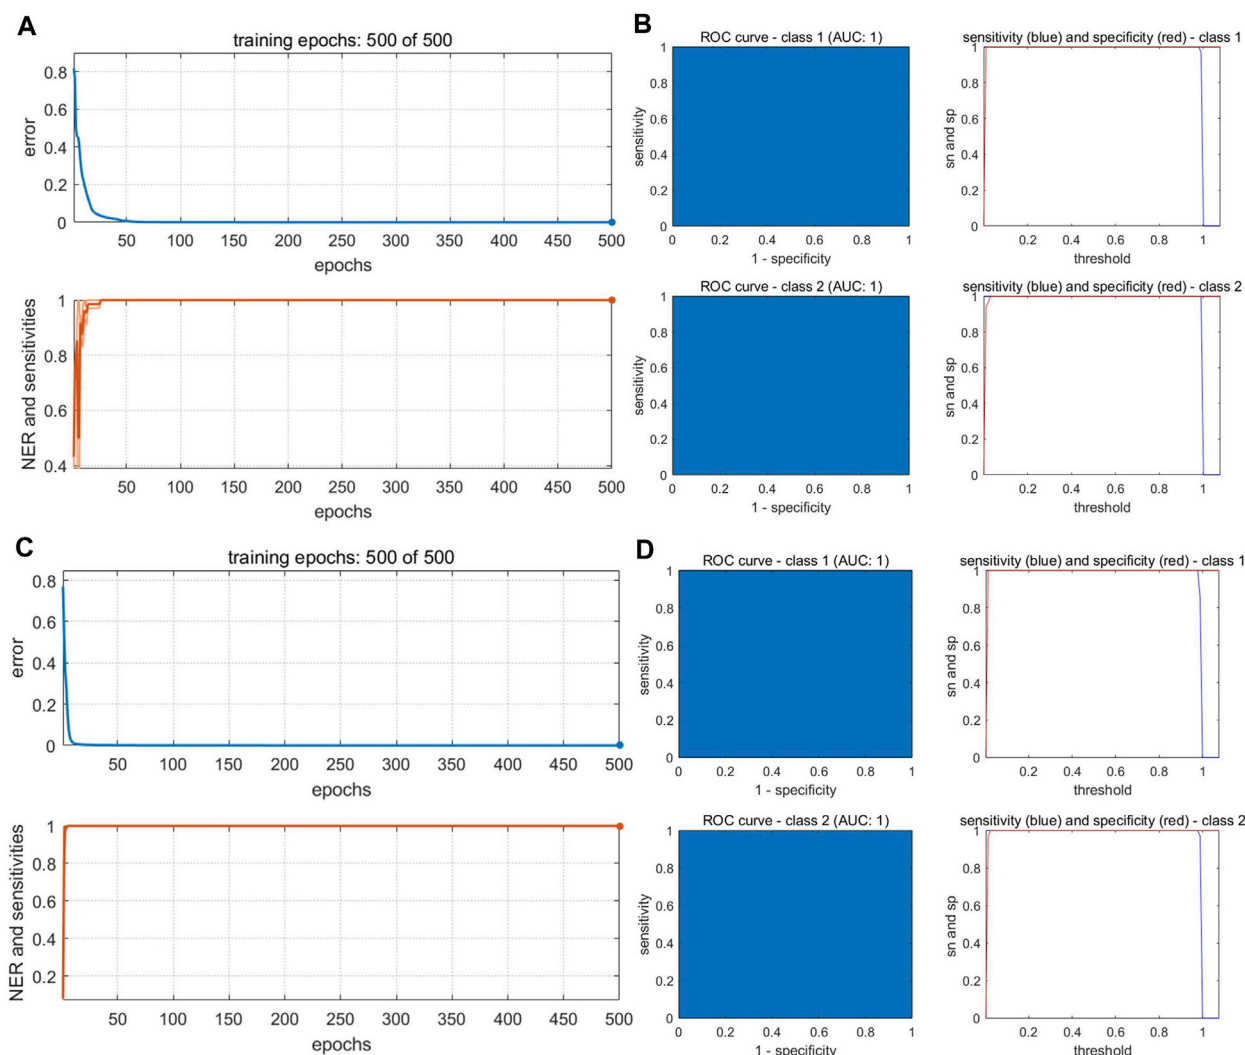 A
training epochs: 500 of 500
error
0.8
0.6
0.4
0.2
0
50 100 150 200 250 300 350 400 450 500
epochs
NER and sensitivities
1
0.8
0.6
0.4
50 100 150 200 250 300 350 400 450 500
epochs
B
ROC curve - class 1 (AUC: 1)
sensitivity
1
0.8
0.6
0.4
0.2
0
0 0.2 0.4 0.6 0.8 1
1 - specificity
sensitivity (blue) and specificity (red) - class 1
sn and sp
1
0.8
0.6
0.4
0.2
0
0.2 0.4 0.6 0.8 1
threshold
ROC curve - class 2 (AUC: 1)
sensitivity
1
0.8
0.6
0.4
0.2
0
0 0.2 0.4 0.6 0.8 1
1 - specificity
sensitivity (blue) and specificity (red) - class 2
sn and sp
1
0.8
0.6
0.4
0.2
0
0.2 0.4 0.6 0.8 1
threshold
C
training epochs: 500 of 500
error
0.8
0.6
0.4
0.2
0
50 100 150 200 250 300 350 400 450 500
epochs
NER and sensitivities
1
0.8
0.6
0.4
0.2
50 100 150 200 250 300 350 400 450 500
epochs
D
ROC curve - class 1 (AUC: 1)
sensitivity
1
0.8
0.6
0.4
0.2
0
0 0.2 0.4 0.6 0.8 1
1 - specificity
sensitivity (blue) and specificity (red) - class 1
sn and sp
1
0.8
0.6
0.4
0.2
0
0.2 0.4 0.6 0.8 1
threshold
ROC curve - class 2 (AUC: 1)
sensitivity
1
0.8
0.6
0.4
0.2
0
0 0.2 0.4 0.6 0.8 1
1 - specificity
sensitivity (blue) and specificity (red) - class 2
sn and sp
1
0.8
0.6
0.4
0.2
0
0.2 0.4 0.6 0.8 1
threshold